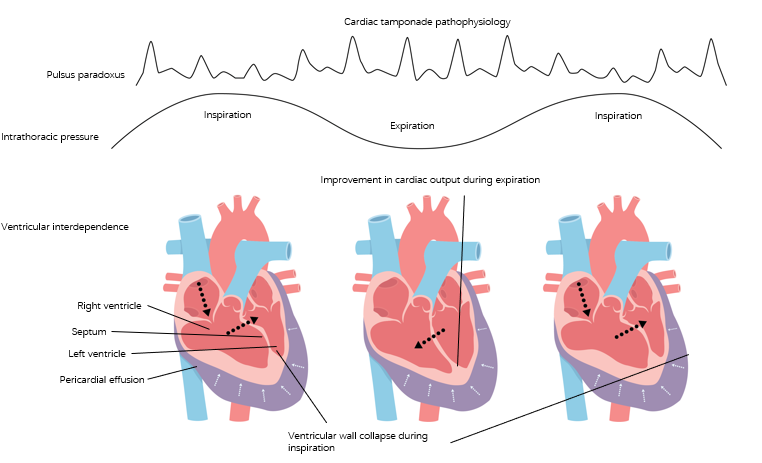 Cardiac tamponade pathophysiology
Pulsus paradoxus
Inspiration
Expiration
Inspiration
Intrathoracic pressure
Improvement in cardiac output during expiration
Ventricular interdependence
Right ventricle
Septum
Left ventricle
Pericardial effusion
Ventricular wall collapse during
inspiration